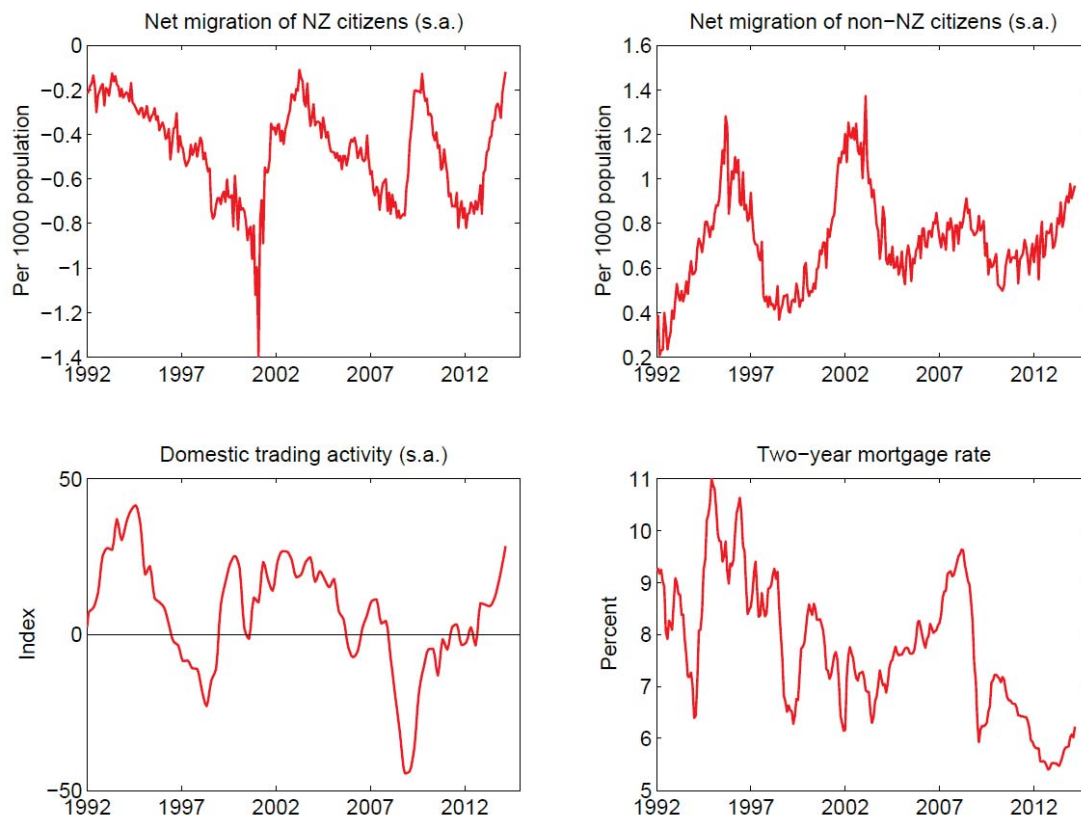 Net migration of NZ citizens (s.a.)
Per 1000 population
0
−0.2
−0.4
−0.6
−0.8
−1
−1.2
−1.4
1992 1997 2002 2007 2012
Net migration of non−NZ citizens (s.a.)
Per 1000 population
1.6
1.4
1.2
1
0.8
0.6
0.4
0.2
1992 1997 2002 2007 2012
Domestic trading activity (s.a.)
Index
50
0
−50
1992 1997 2002 2007 2012
Two−year mortgage rate
Percent
11
10
9
8
7
6
5
1992 1997 2002 2007 2012